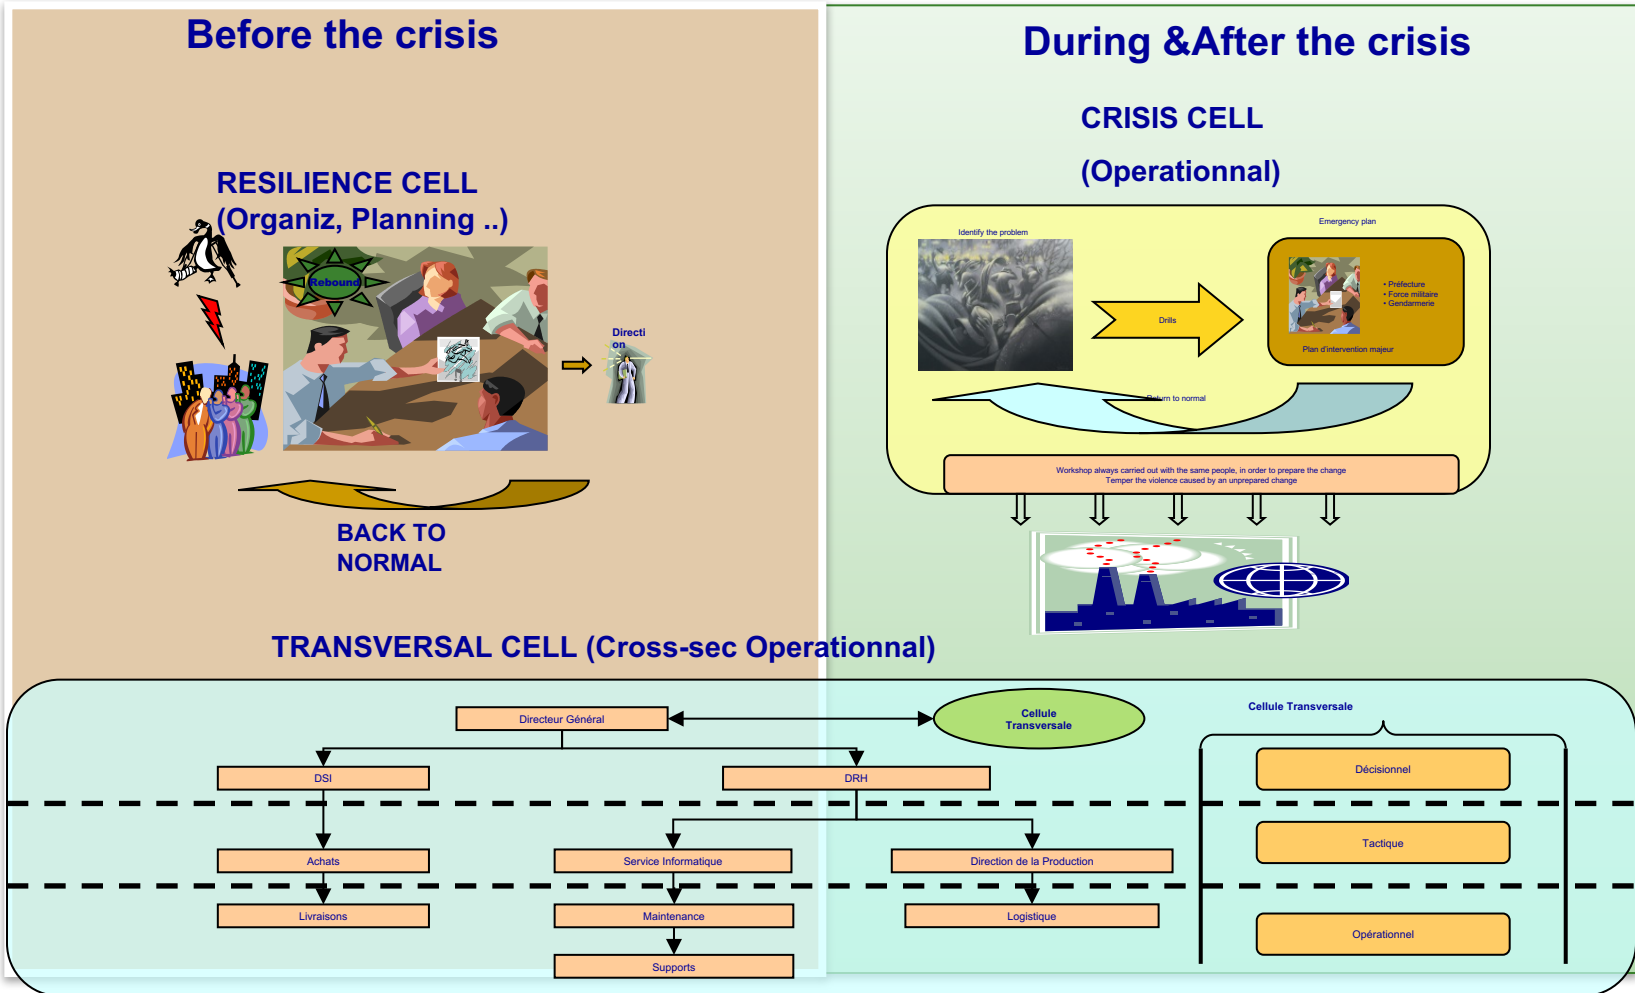 Before the crisis
During &After the crisis
CRISIS CELL
(Operationnal)
RESILIENCE CELL
(Organiz, Planning ..)
Rebound
Directi
on
BACK TO
NORMAL
Identify the problem
Emergency plan
Drills
• Préfecture
• Force militaire
• Gendarmerie
Plan d'intervention majeur
Return to normal
Workshop always carried out with the same people, in order to prepare the change
Temper the violence caused by an unprepared change
TRANSVERSAL CELL (Cross-sec Operationnal)
Directeur Général
Cellule
Transversale
Cellule Transversale
DSI
DRH
Décisionnel
Achats
Service Informatique
Direction de la Production
Tactique
Livraisons
Maintenance
Logistique
Opérationnel
Supports